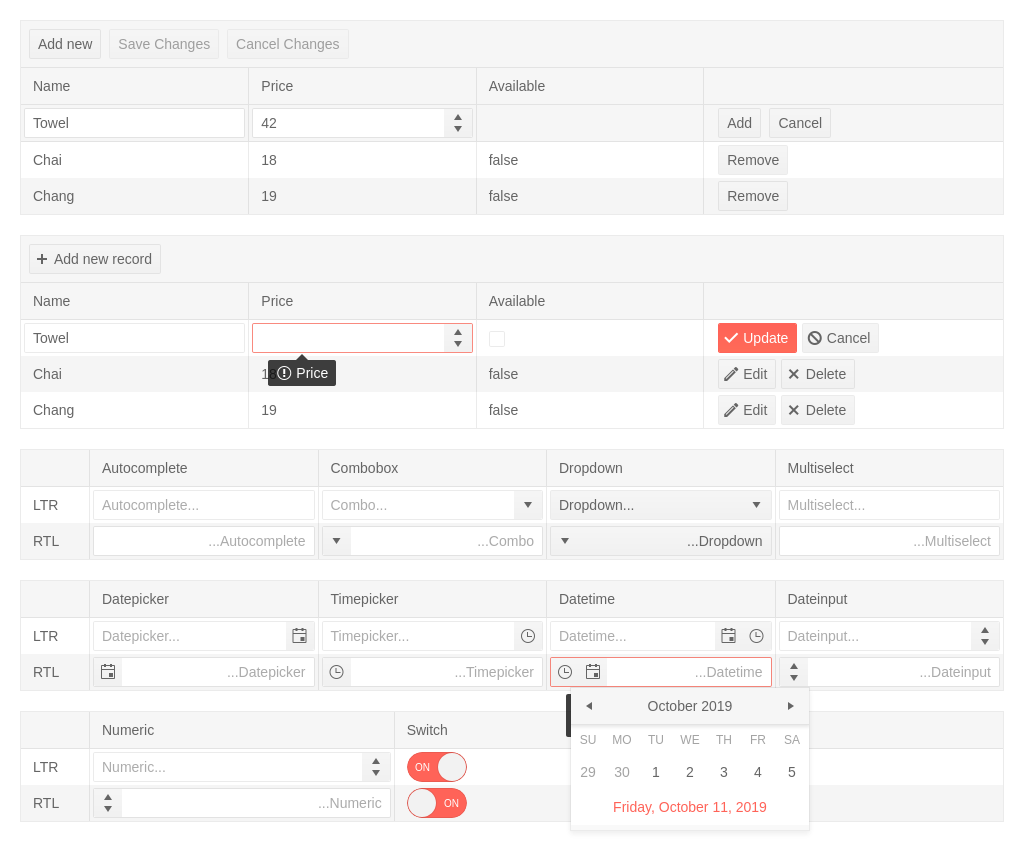 Add new Save Changes Cancel Changes
Name Price Available
Towel 42 Add Cancel
Chai 18 false Remove
Chang 19 false Remove
Add new record
Name Price Available
Towel Update Cancel
Price
Chai 18 false Edit Delete
Chang 19 false Edit Delete
Autocomplete Combobox Dropdown Multiselect
LTR Autocomplete... Combo... Dropdown... Multiselect...
RTL ...Autocomplete ...Combo ...Dropdown ...Multiselect
Datepicker Timepicker Datetime Dateinput
LTR Datepicker... Timepicker... Datetime... Dateinput...
RTL ...Datepicker ...Timepicker ...Datetime ...Dateinput
October 2019
SU MO TU WE TH FR SA
29 30 1 2 3 4 5
Friday, October 11, 2019
Numeric Switch
LTR Numeric... ON
RTL ...Numeric ON